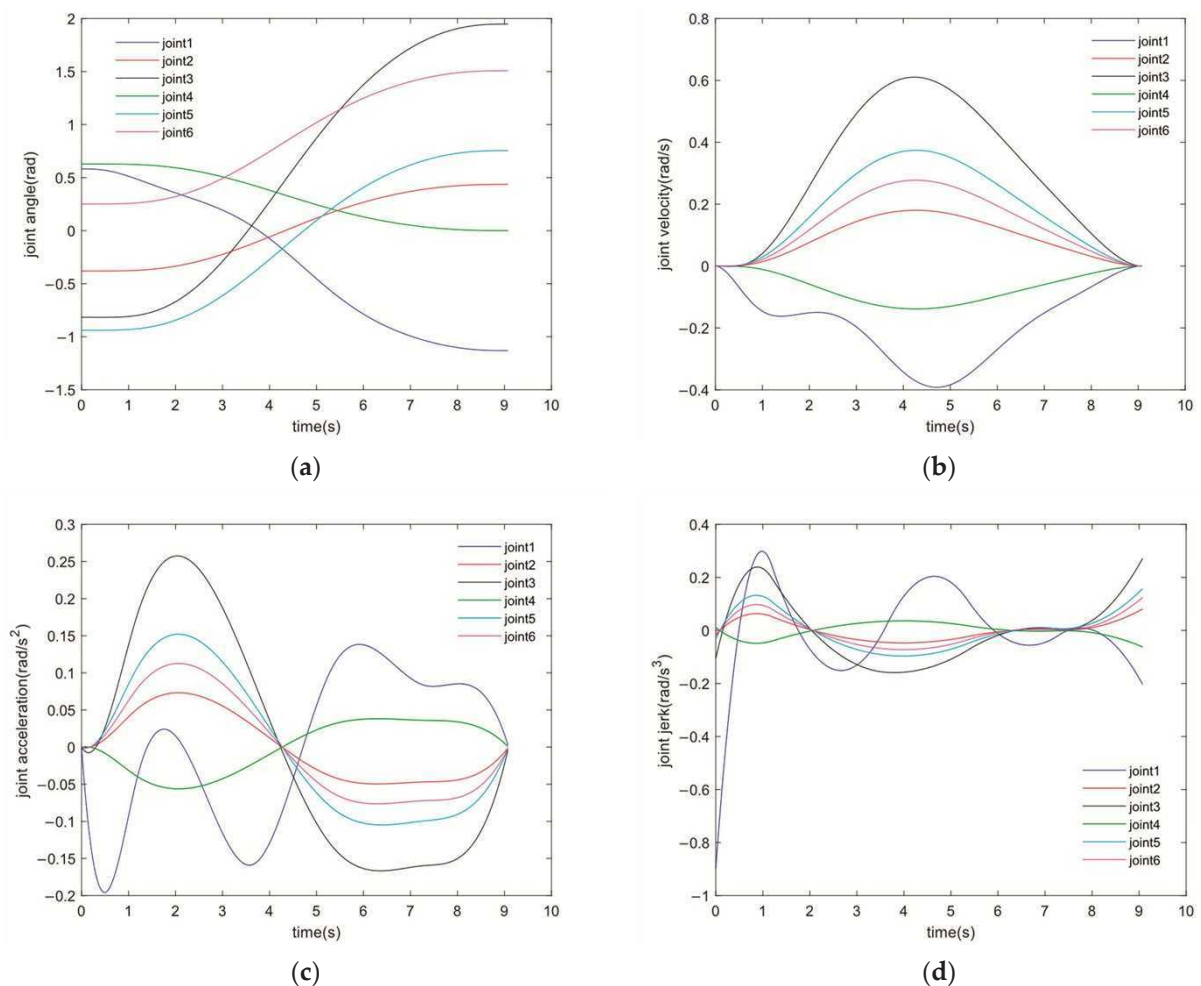 joint angle(rad)
2
1.5
1
0.5
0
−0.5
−1
−1.5
joint1
joint2
joint3
joint4
joint5
joint6
0 1 2 3 4 5 6 7 8 9 10
time(s)
(a)
joint velocity(rad/s)
0.8
0.6
0.4
0.2
0
−0.2
−0.4
joint1
joint2
joint3
joint4
joint5
joint6
0 1 2 3 4 5 6 7 8 9 10
time(s)
(b)
joint acceleration(rad/s²)
0.3
0.25
0.2
0.15
0.1
0.05
0
−0.05
−0.1
−0.15
−0.2
joint1
joint2
joint3
joint4
joint5
joint6
0 1 2 3 4 5 6 7 8 9 10
time(s)
(c)
joint jerk(rad/s³)
0.4
0.2
0
−0.2
−0.4
−0.6
−0.8
−1
joint1
joint2
joint3
joint4
joint5
joint6
0 1 2 3 4 5 6 7 8 9 10
time(s)
(d)